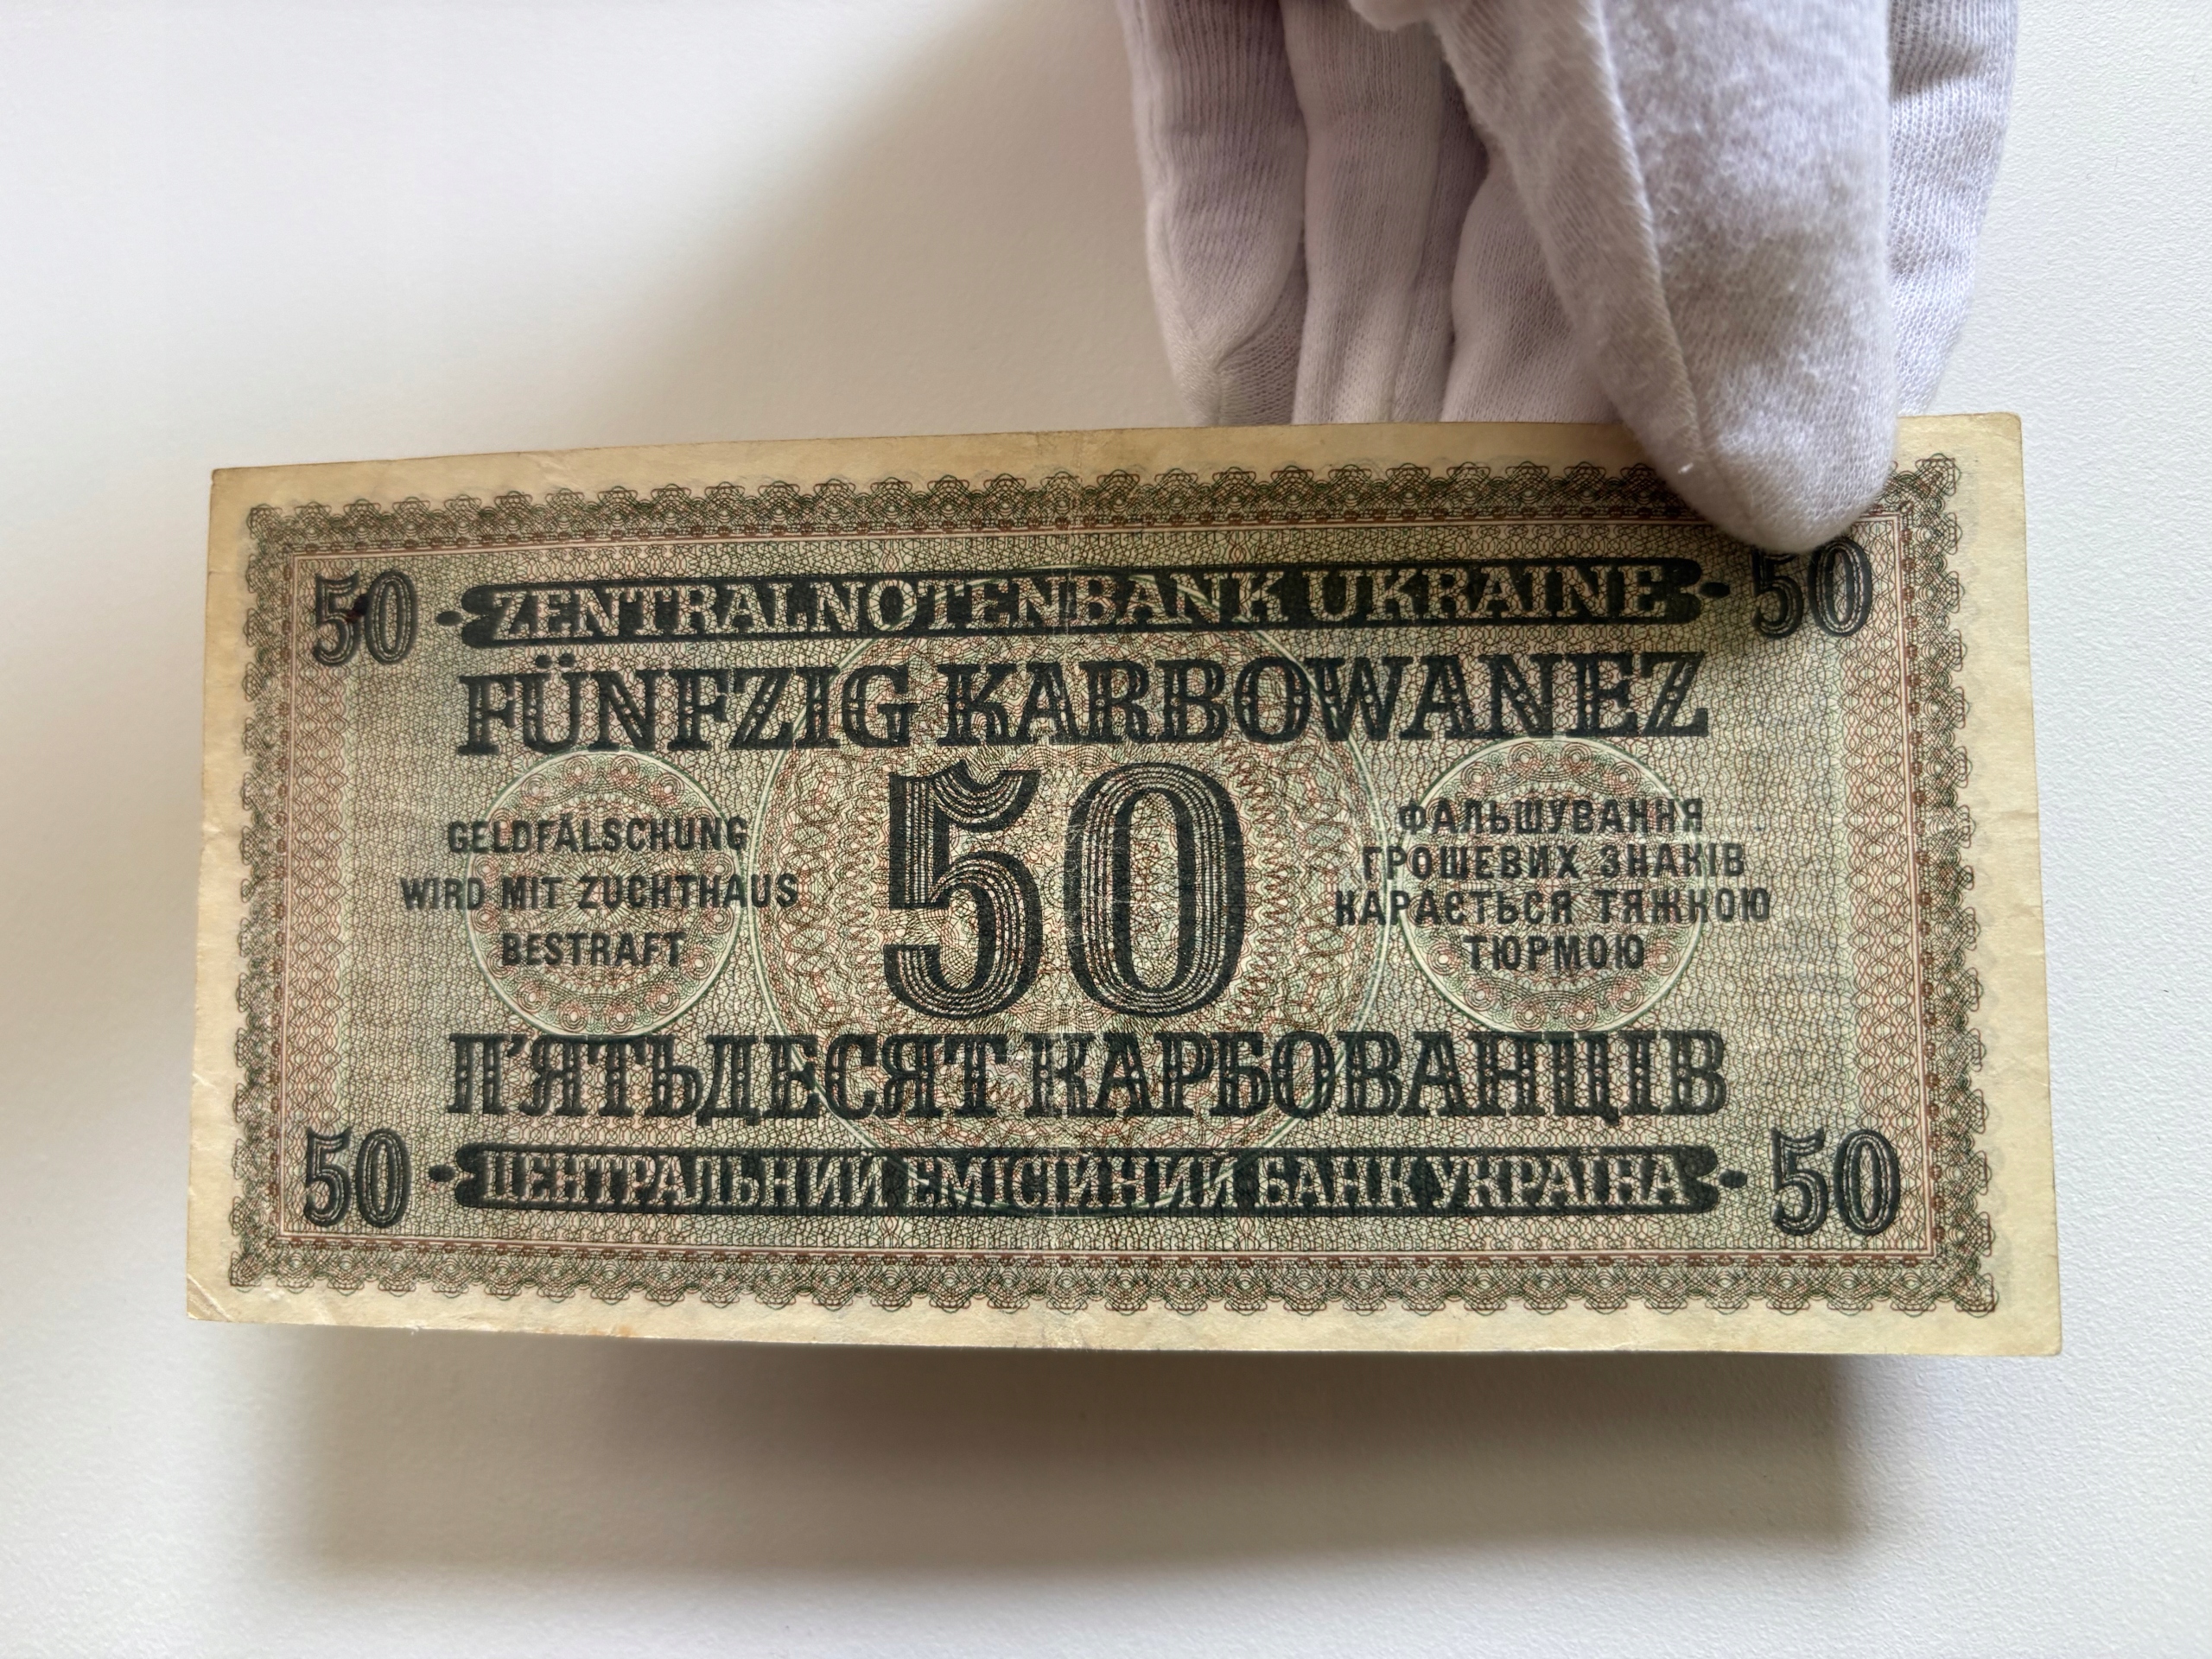 50 ZENTRALNOTENBANK UKRAINE 50
FÜNFZIG KARBOWANEZ
50
GELDFÄLSCHUNG
WIRD MIT ZUCHTHAUS
BESTRAFT
ФАЛЬШУВАННЯ
ГРОШЕВИХ ЗНАКІВ
КАРАЄТЬСЯ ТЯЖКОЮ
ТЮРМОЮ
П'ЯТЬДЕСЯТ КАРБОВАНЦІВ
50 ЦЕНТРАЛЬНИЙ ЕМІСІЙНИЙ БАНК УКРАЇНА 50